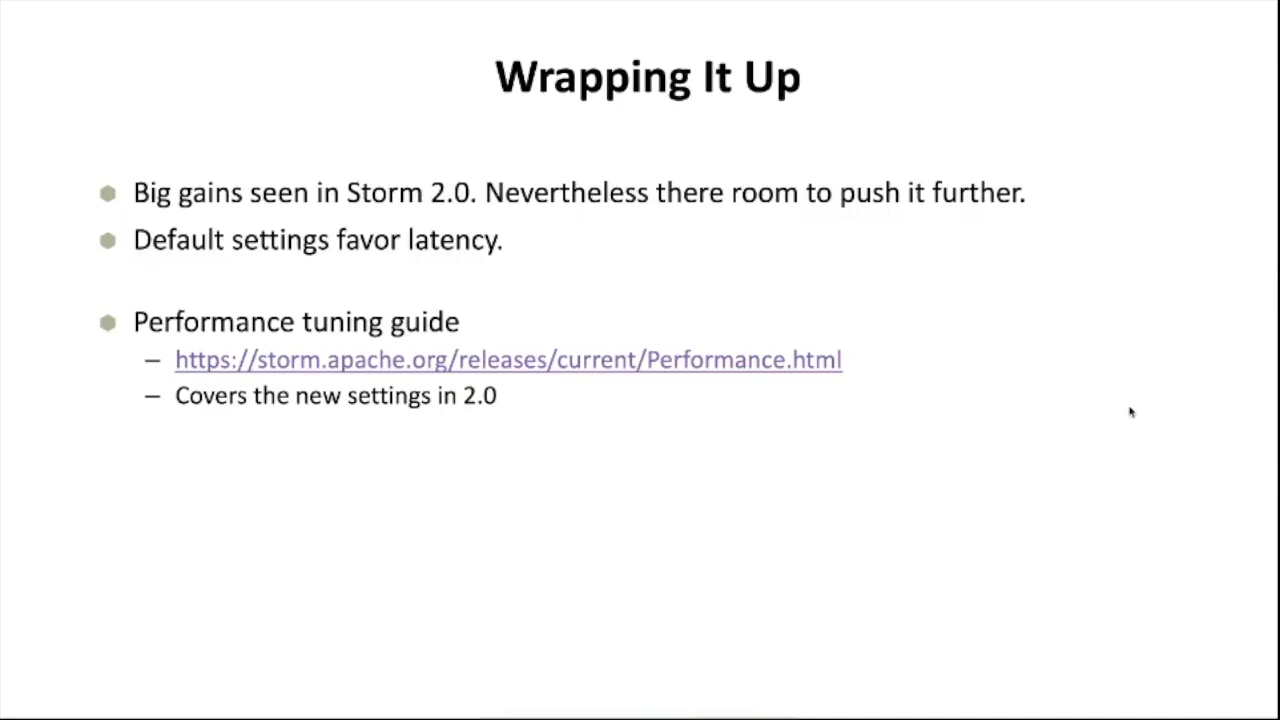 Wrapping It Up
Big gains seen in Storm 2.0. Nevertheless there room to push it further.
Default settings favor latency.
Performance tuning guide
– https://storm.apache.org/releases/current/Performance.html
– Covers the new settings in 2.0